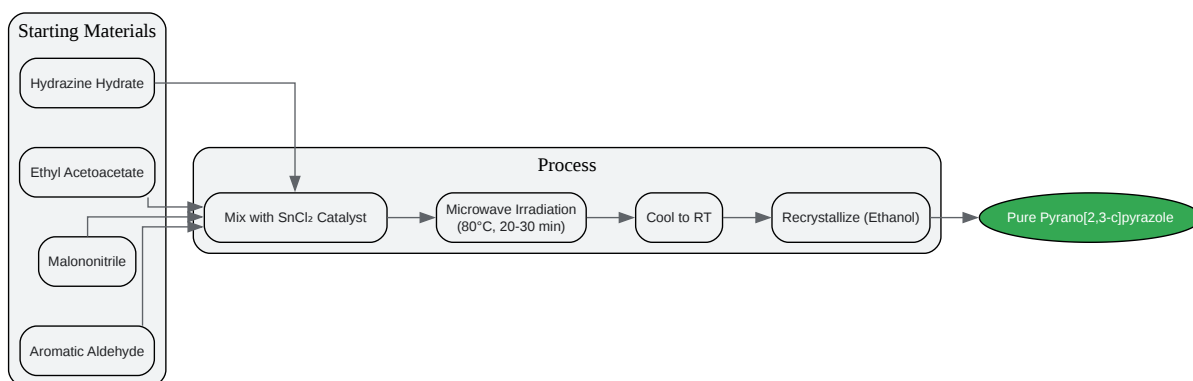 Starting Materials
Hydrazine Hydrate
Ethyl Acetoacetate
Malononitrile
Aromatic Aldehyde
Process
Mix with SnCl₂ Catalyst
Microwave Irradiation
(80°C, 20-30 min)
Cool to RT
Recrystallize (Ethanol)
Pure Pyrano[2,3-c]pyrazole